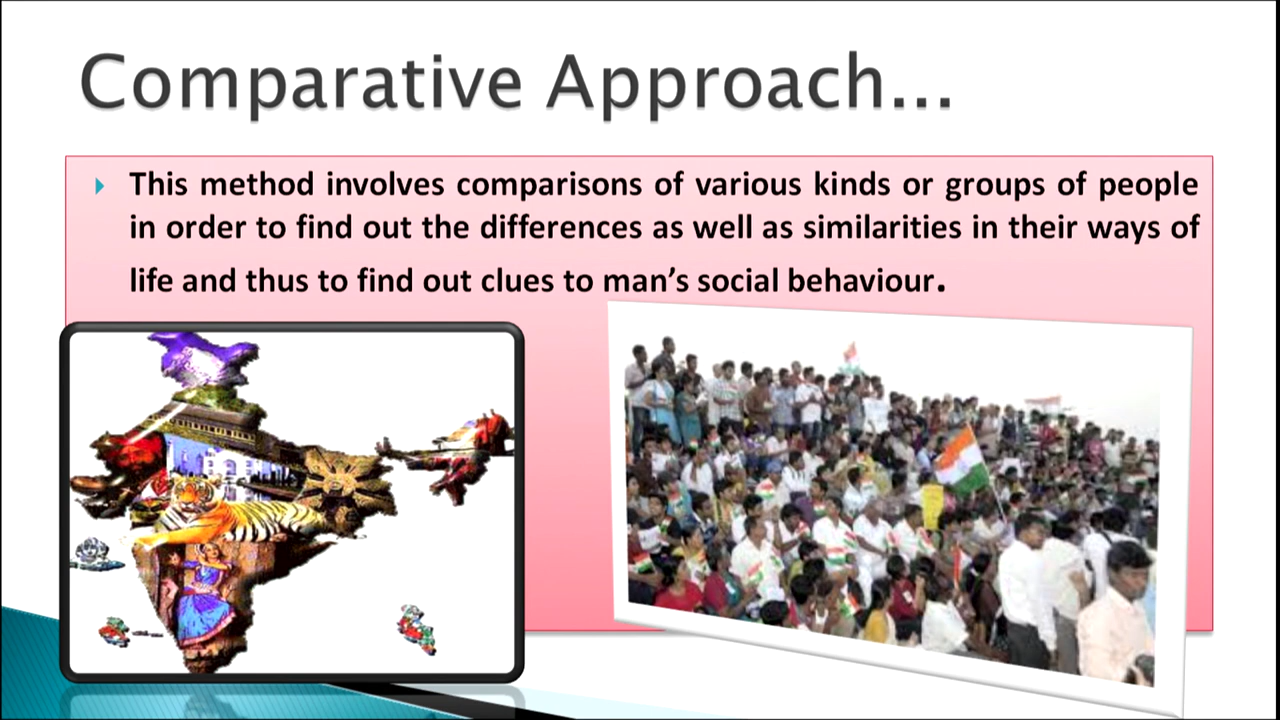 Comparative Approach...
This method involves comparisons of various kinds or groups of people
in order to find out the differences as well as similarities in their ways of
life and thus to find out clues to man’s social behaviour.